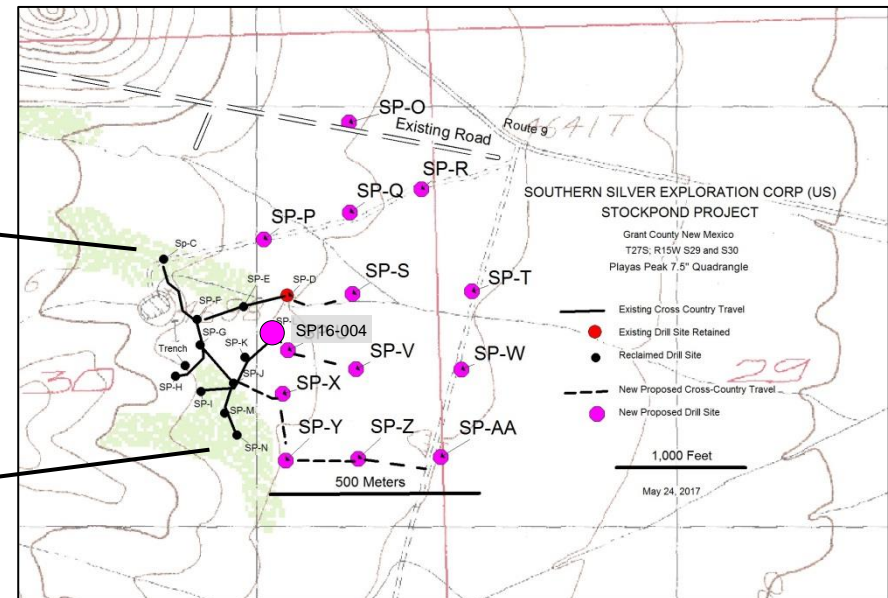 SP-O
Existing Road
Route 9
4641T
SP-R
SP-Q
SOUTHERN SILVER EXPLORATION CORP (US)
STOCKPOND PROJECT
Grant County New Mexico
T27S; R15W S29 and S30
Playas Peak 7.5" Quadrangle
SP-P
Sp-C
SP-E
SP-D
SP-S
SP-T
Existing Cross Country Travel
SP-F
Existing Drill Site Retained
SP-G
SP16-004
SP-K
Reclaimed Drill Site
Trench
SP-V
SP-W
30
29
SP-H
SP-J
SP-X
New Proposed Cross-Country Travel
SP-I
SP-M
New Proposed Drill Site
SP-N
SP-Y
SP-Z
SP-AA
1,000 Feet
500 Meters
May 24, 2017